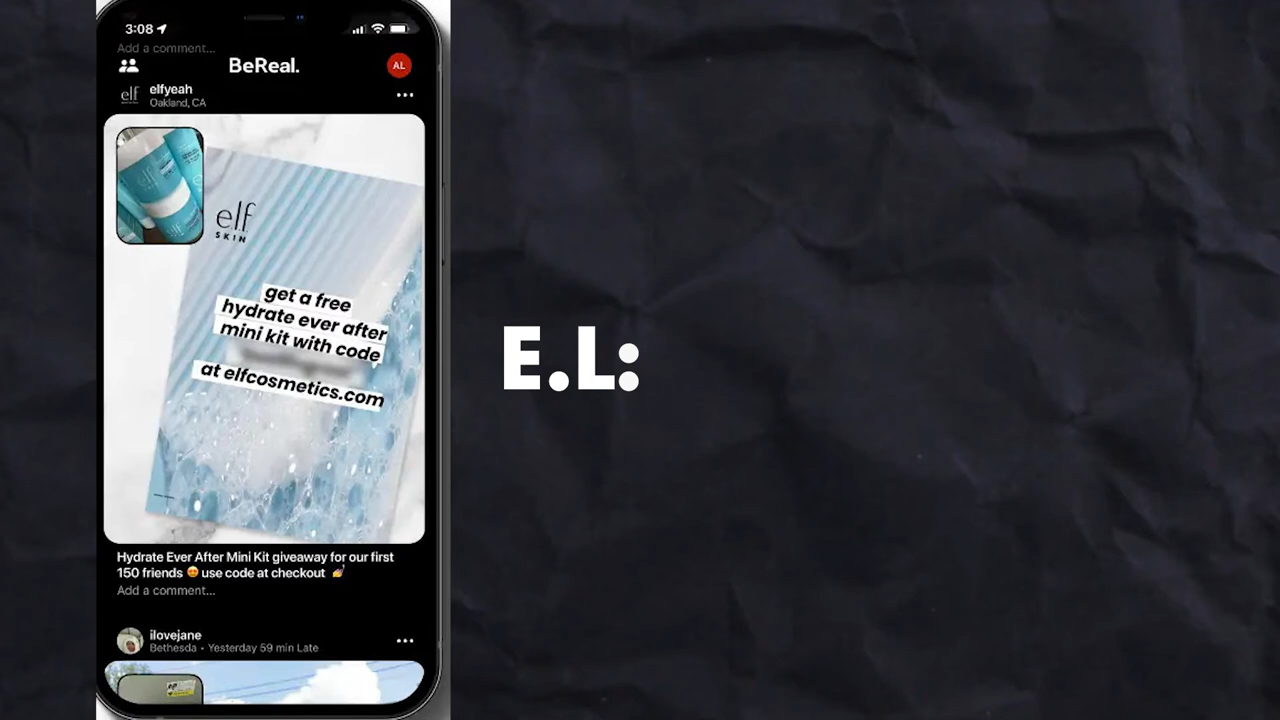 3:08
Add a comment...
BeReal.
AL
elf
elfyeah
Oakland, CA
elf
elf
SKIN
get a free
hydrate ever after
mini kit with code
at elfcosmetics.com
Hydrate Ever After Mini Kit giveaway for our first
150 friends 😍 use code at checkout 💅
Add a comment...
ilovejane
Bethesda • Yesterday 59 min Late
E.L: